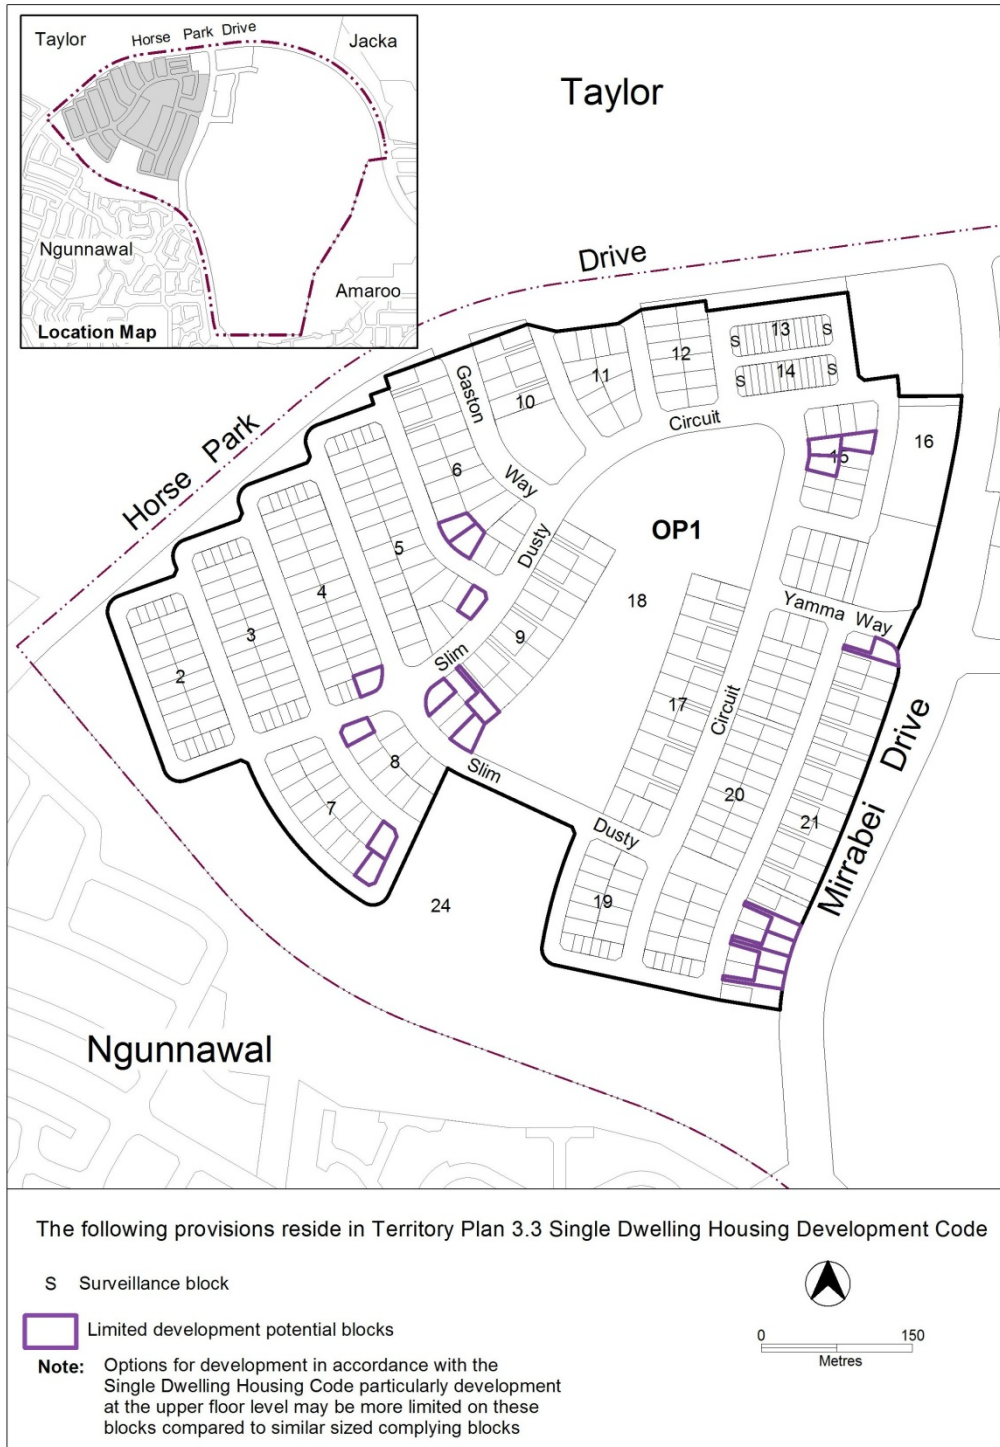 Taylor
Horse Park Drive
Jacka
Ngunnawal
Amaroo
Location Map
Taylor
Horse Park
Drive
13
S
S
12
14
S
S
11
Gaston
10
Circuit
16
15
6
Way
OP1
Dusty
5
18
4
Yamma Way
3
9
Slim
2
17
Circuit
8
Slim
Mirrabei Drive
20
7
21
Dusty
19
24
Ngunnawal
The following provisions reside in Territory Plan 3.3 Single Dwelling Housing Development Code
S Surveillance block
Limited development potential blocks
Note: Options for development in accordance with the
Single Dwelling Housing Code particularly development
at the upper floor level may be more limited on these
blocks compared to similar sized complying blocks
0 150
Metres